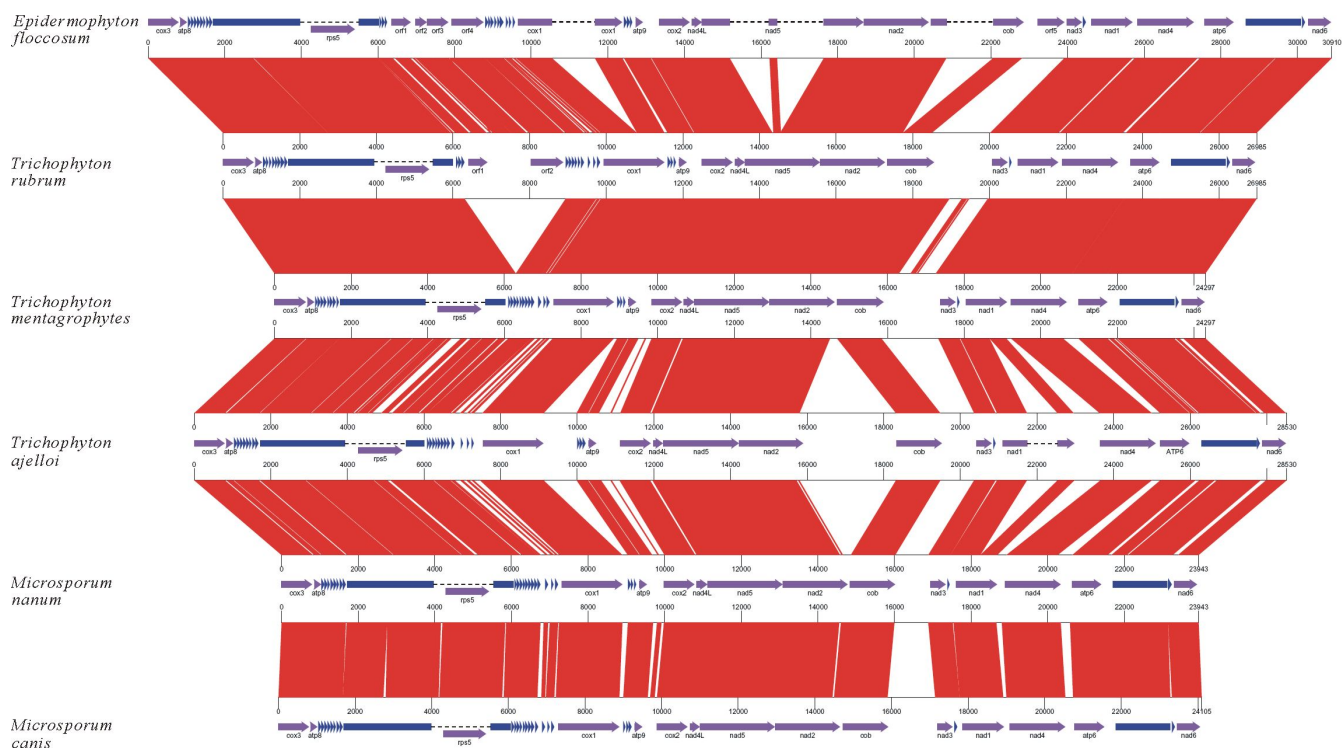 Epidermophyton
floccosum
cox3 atp8 rps5 orf1 orf2 orf3 orf4 cox1 cox1 atp9 cox2 nad4L nad5 nad2 cob orf5 nad3 nad1 nad4 atp6 nad6
0 2000 4000 6000 8000 10000 12000 14000 16000 18000 20000 22000 24000 26000 28000 30000 30910
0 2000 4000 6000 8000 10000 12000 14000 16000 18000 20000 22000 24000 26000 26985
Trichophyton
rubrum
cox3 atp8 rps5 orf1 orf2 cox1 atp9 cox2 nad4L nad5 nad2 cob nad3 nad1 nad4 atp6 nad6
0 2000 4000 6000 8000 10000 12000 14000 16000 18000 20000 22000 24000 26000 26985
0 2000 4000 6000 8000 10000 12000 14000 16000 18000 20000 22000 24297
Trichophyton
mentagrophytes
cox3 atp8 rps5 cox1 atp9 cox2 nad4L nad5 nad2 cob nad3 nad1 nad4 atp6 nad6
0 2000 4000 6000 8000 10000 12000 14000 16000 18000 20000 22000 24297
0 2000 4000 6000 8000 10000 12000 14000 16000 18000 20000 22000 24000 26000 28530
Trichophyton
ajelloi
cox3 atp8 rps5 cox1 atp9 cox2 nad4L nad5 nad2 cob nad3 nad1 nad4 ATP6 nad6
0 2000 4000 6000 8000 10000 12000 14000 16000 18000 20000 22000 24000 26000 28530
0 2000 4000 6000 8000 10000 12000 14000 16000 18000 20000 22000 23943
Microsporum
nanum
cox3 atp8 rps5 cox1 atp9 cox2 nad4L nad5 nad2 cob nad3 nad1 nad4 atp6 nad6
0 2000 4000 6000 8000 10000 12000 14000 16000 18000 20000 22000 23943
0 2000 4000 6000 8000 10000 12000 14000 16000 18000 20000 22000 24105
Microsporum
canis
cox3 atp8 rps5 cox1 atp9 cox2 nad4L nad5 nad2 cob nad3 nad1 nad4 atp6 nad6